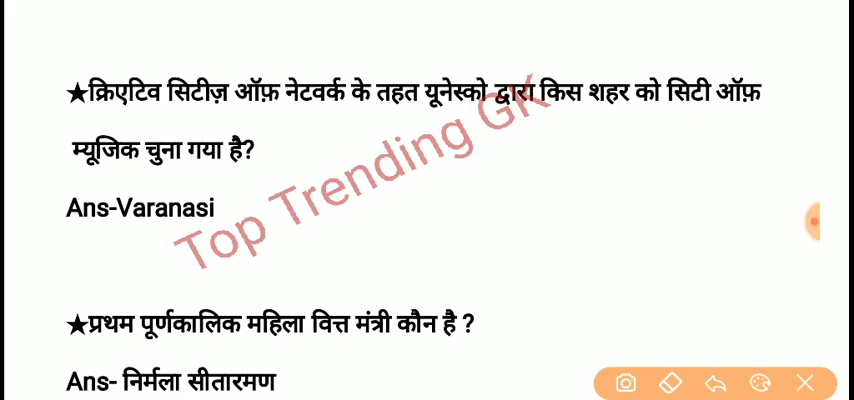 ★क्रिएटिव सिटीज़ ऑफ़ नेटवर्क के तहत यूनेस्को द्वारा किस शहर को सिटी ऑफ़
म्यूजिक चुना गया है?
Ans-Varanasi
Top Trending GK
★प्रथम पूर्णकालिक महिला वित्त मंत्री कौन है ?
Ans- निर्मला सीतारमण